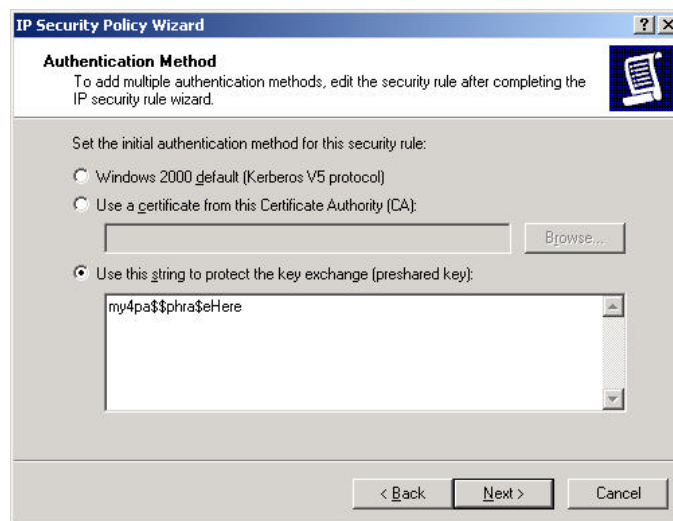 IP Security Policy Wizard
Authentication Method
To add multiple authentication methods, edit the security rule after completing the
IP security rule wizard.
Set the initial authentication method for this security rule:
Windows 2000 default (Kerberos V5 protocol)
Use a certificate from this Certificate Authority (CA):
Browse...
Use this string to protect the key exchange (preshared key):
my4pa$$phra$eHere
< Back Next > Cancel